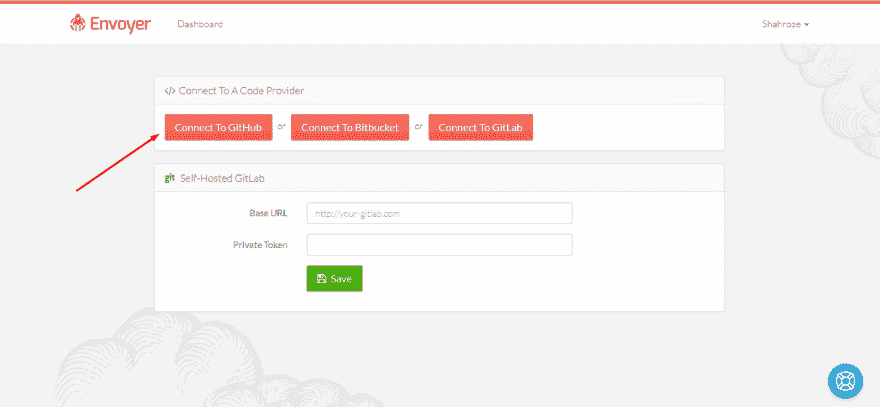 Envoyer Dashboard Shahroze
</> Connect To A Code Provider
Connect To GitHub or Connect To Bitbucket or Connect To GitLab
git Self-Hosted GitLab
Base URL http://your-gitlab.com
Private Token
Save